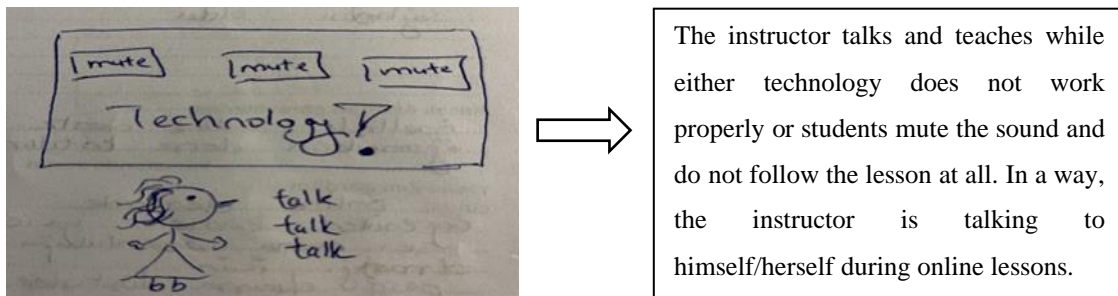 mute mute mute
Technology!
talk
talk
talk
The instructor talks and teaches while
either technology does not work
properly or students mute the sound and
do not follow the lesson at all. In a way,
the instructor is talking to
himself/herself during online lessons.